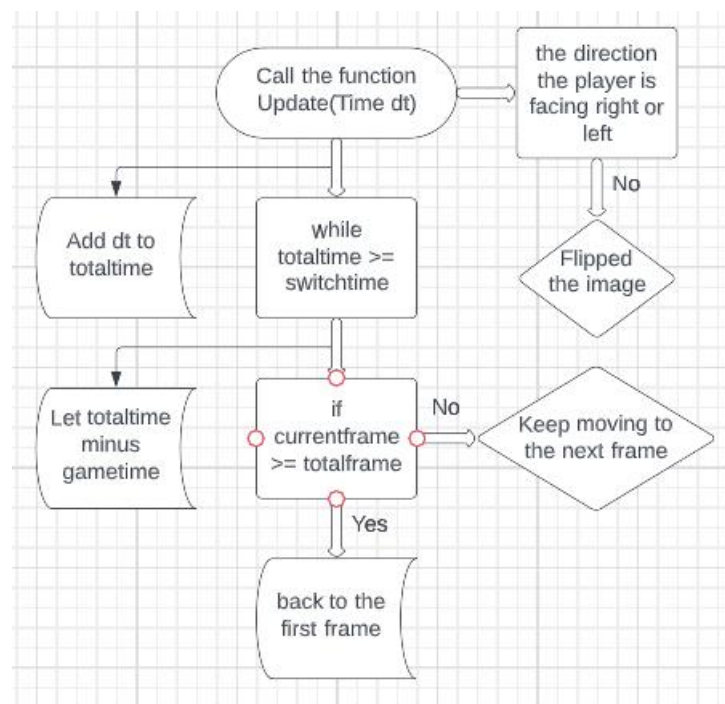 Call the function
Update(Time dt)
the direction
the player is
facing right or
left
No
Add dt to
totaltime
while
totaltime >=
switchtime
Flipped
the image
Let totaltime
minus
gametime
if
currentframe
>= totalframe
No
Keep moving to
the next frame
Yes
back to the
first frame